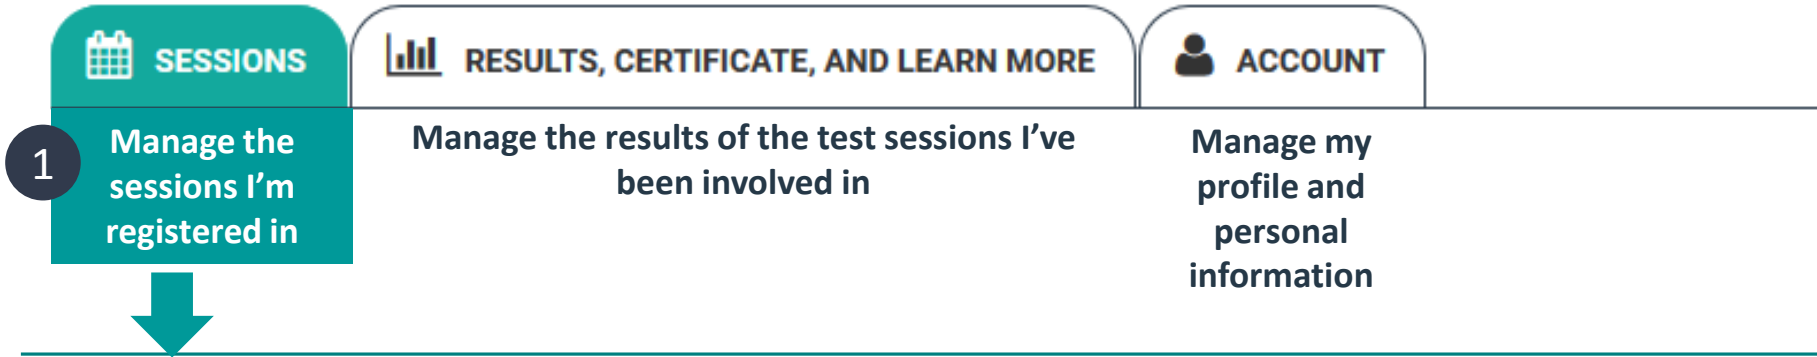 SESSIONS
RESULTS, CERTIFICATE, AND LEARN MORE
ACCOUNT
1
Manage the
sessions I’m
registered in
Manage the results of the test sessions I’ve
been involved in
Manage my
profile and
personal
information